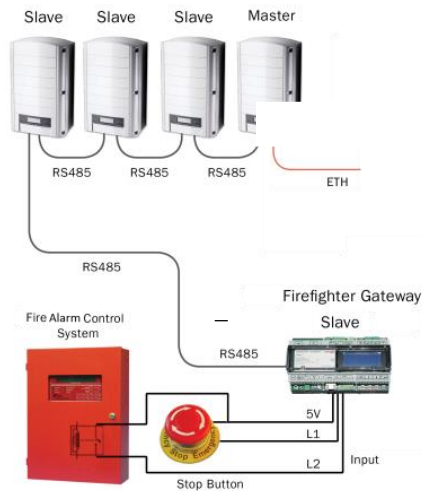 Slave
Slave
Slave
Master
RS485
RS485
RS485
ETH
RS485
Firefighter Gateway
Slave
Fire Alarm Control
System
RS485
5V
L1
L2
Input
Stop Button